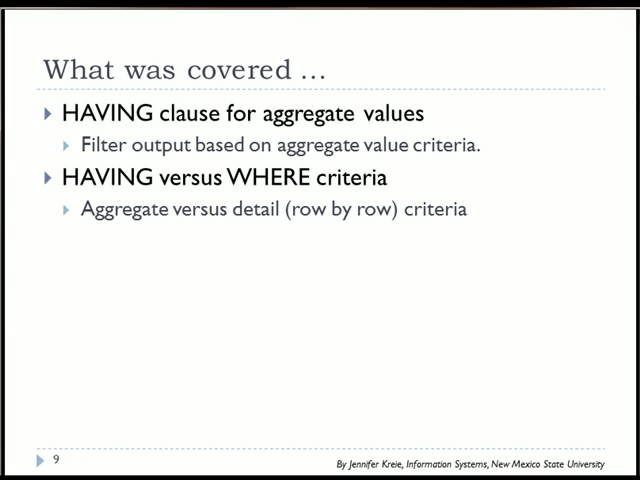 What was covered ...
HAVING clause for aggregate values
Filter output based on aggregate value criteria.
HAVING versus WHERE criteria
Aggregate versus detail (row by row) criteria
9
By Jennifer Kreie, Information Systems, New Mexico State University